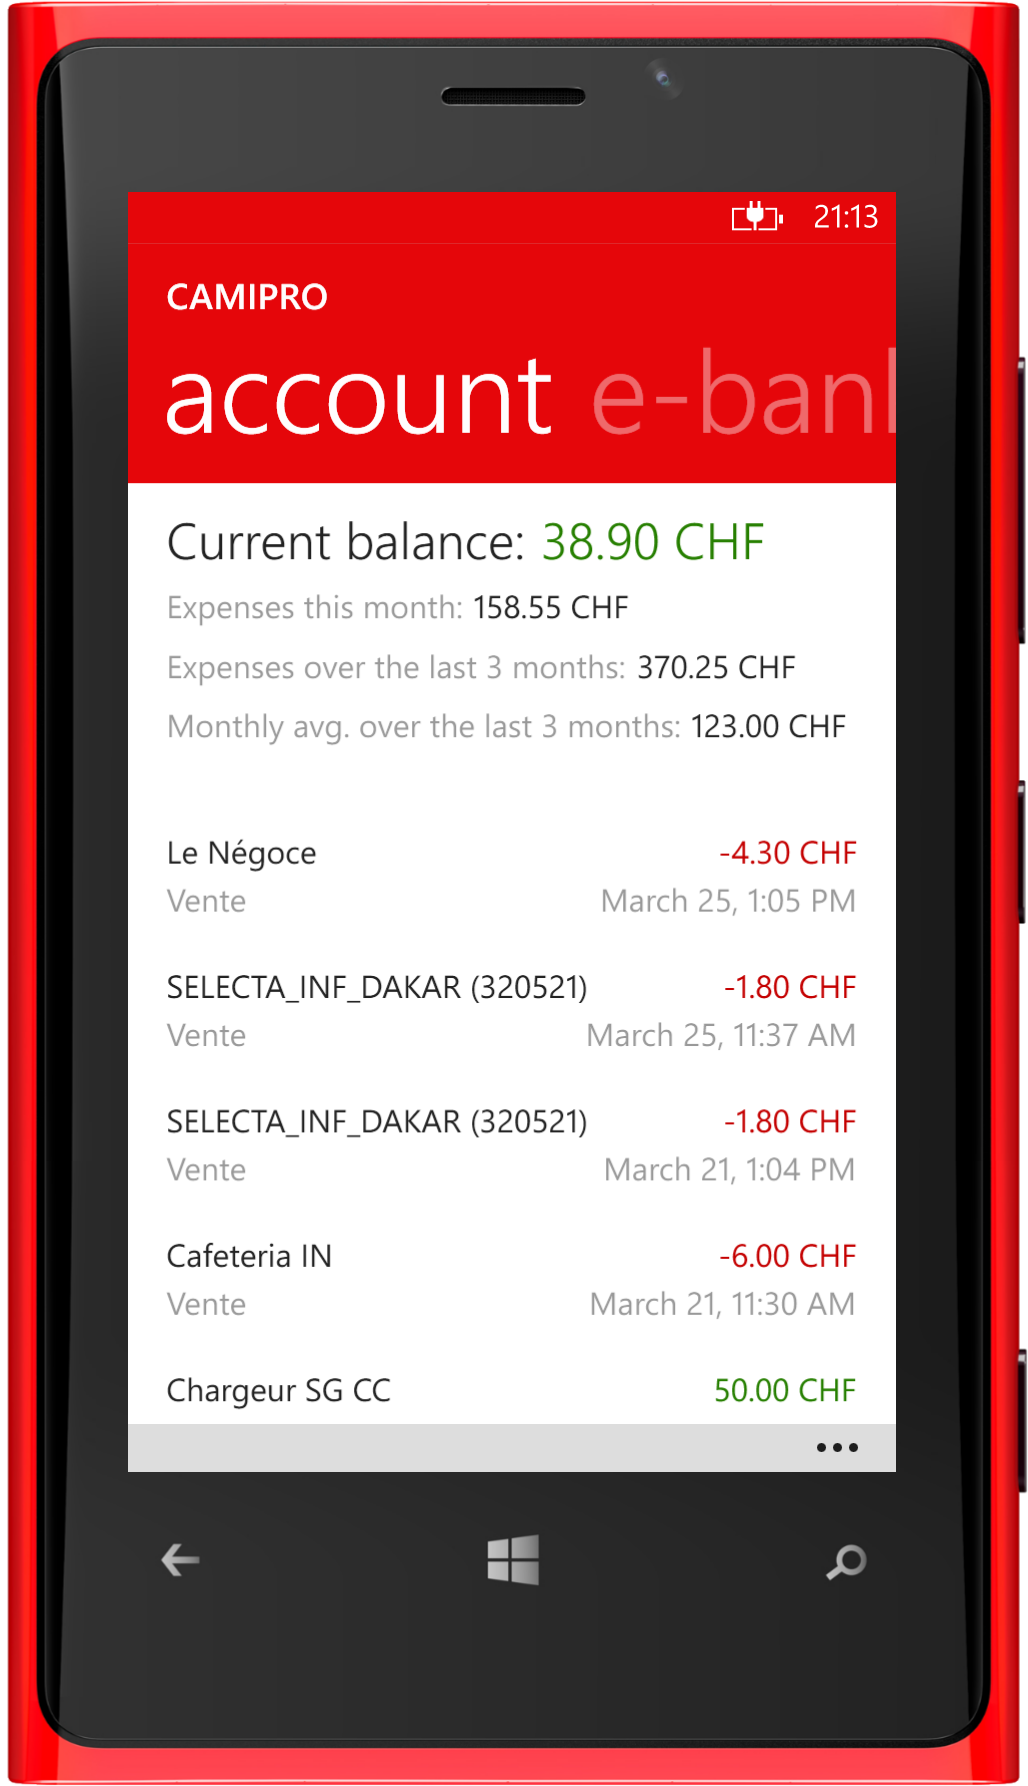 21:13
CAMIPRO
account e-bank
Current balance: 38.90 CHF
Expenses this month: 158.55 CHF
Expenses over the last 3 months: 370.25 CHF
Monthly avg. over the last 3 months: 123.00 CHF
Le Négoce -4.30 CHF
Vente March 25, 1:05 PM
SELECTA_INF_DAKAR (320521) -1.80 CHF
Vente March 25, 11:37 AM
SELECTA_INF_DAKAR (320521) -1.80 CHF
Vente March 21, 1:04 PM
Cafeteria IN -6.00 CHF
Vente March 21, 11:30 AM
Chargeur SG CC 50.00 CHF